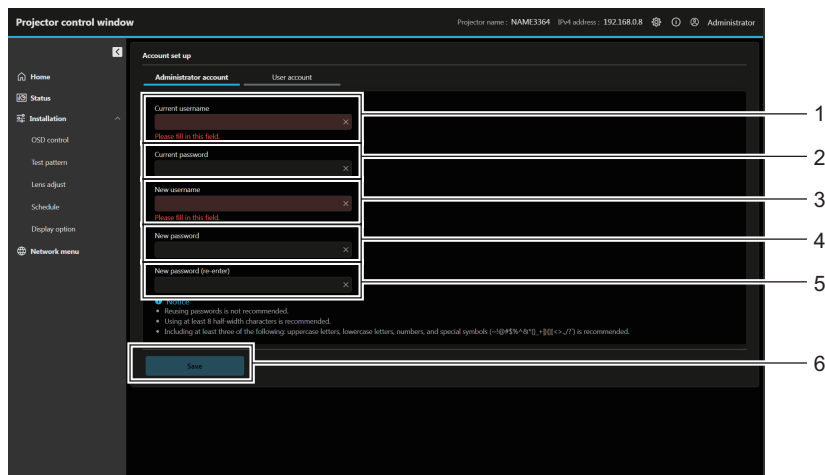 Projector control window
Projector name : NAME3364 IPv4 address : 192.168.0.8 Administrator
Account set up
Home
Administrator account User account
Status
Current username
Installation
Please fill in this field.
OSD control
Current password
Test pattern
Lens adjust
New username
Schedule
Please fill in this field.
Display option
New password
Network menu
New password (re-enter)
Notice
Reusing passwords is not recommended.
Using at least 8 half-width characters is recommended.
Including at least three of the following: uppercase letters, lowercase letters, numbers, and special symbols is recommended.
Save
1
2
3
4
5
6